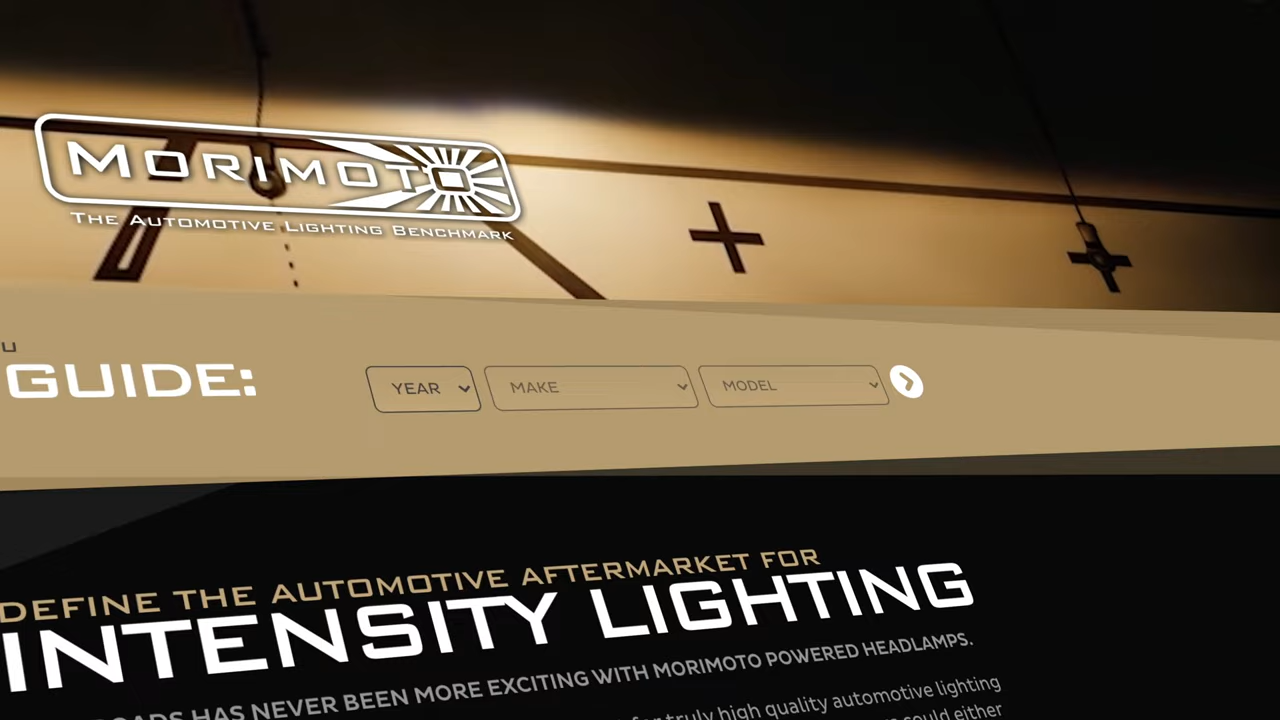 MORIMOTO
THE AUTOMOTIVE LIGHTING BENCHMARK
U
GUIDE:
YEAR
MAKE
MODEL
DEFINE THE AUTOMOTIVE AFTERMARKET FOR
INTENSITY LIGHTING
HAS NEVER BEEN MORE EXCITING WITH MORIMOTO POWERED HEADLAMPS.
for truly high quality automotive lighting
could either